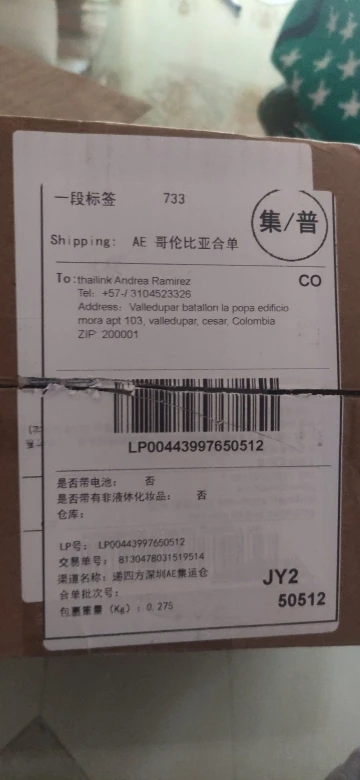 一段标签 733
集/普
Shipping: AE 哥伦比亚合单
To: thailink Andrea Ramirez CO
Tel: +57-/ 3104523326
Address: Valledupar batallon la popa edificio
mora apt 103, valledupar, cesar, Colombia
ZIP: 200001
LP00443997650512
是否带电池: 否
是否带有非液体化妆品: 否
仓库:
LP号: LP00443997650512
交易单号: 8130478031519514
渠道名称: 递四方深圳AE集运仓
合单批次号:
包裹重量 (Kg): 0.275
JY2
50512